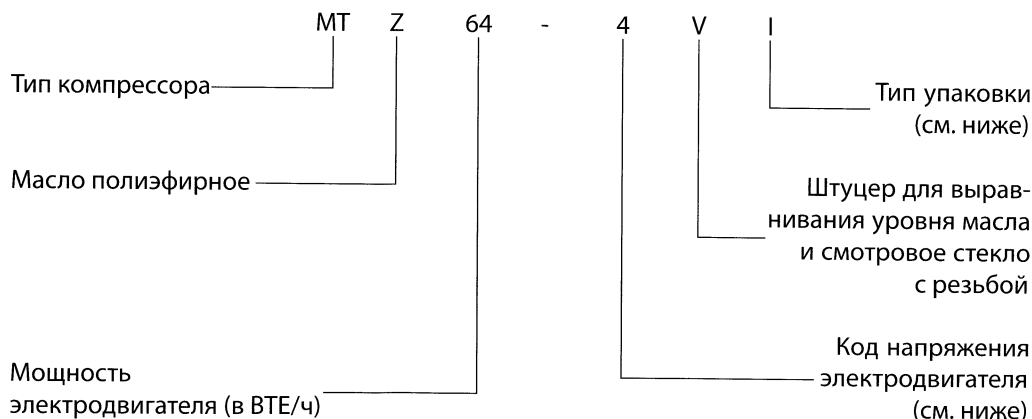 MT Z 64 - 4 V I
Тип компрессора
Тип упаковки
(см. ниже)
Масло полиэфирное
Штуцер для вырав-
нивания уровня масла
и смотровое стекло
с резьбой
Мощность
электродвигателя (в ВТЕ/ч)
Код напряжения
электродвигателя
(см. ниже)